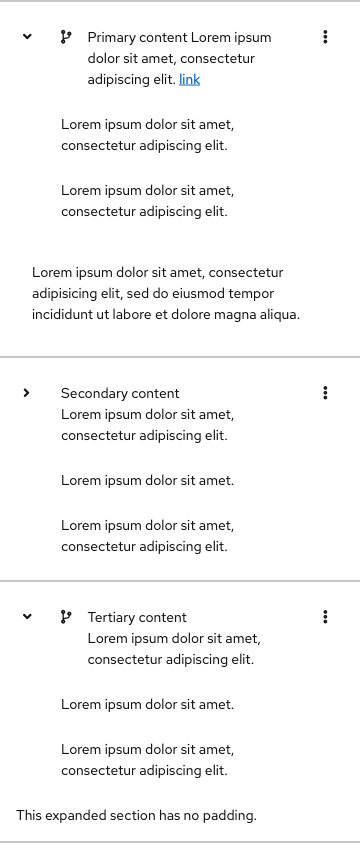 Primary content Lorem ipsum
dolor sit amet, consectetur
adipiscing elit. link
Lorem ipsum dolor sit amet,
consectetur adipiscing elit.
Lorem ipsum dolor sit amet,
consectetur adipiscing elit.
Lorem ipsum dolor sit amet, consectetur
adipisicing elit, sed do eiusmod tempor
incididunt ut labore et dolore magna aliqua.
Secondary content
Lorem ipsum dolor sit amet,
consectetur adipiscing elit.
Lorem ipsum dolor sit amet.
Lorem ipsum dolor sit amet,
consectetur adipiscing elit.
Tertiary content
Lorem ipsum dolor sit amet,
consectetur adipiscing elit.
Lorem ipsum dolor sit amet.
Lorem ipsum dolor sit amet,
consectetur adipiscing elit.
This expanded section has no padding.